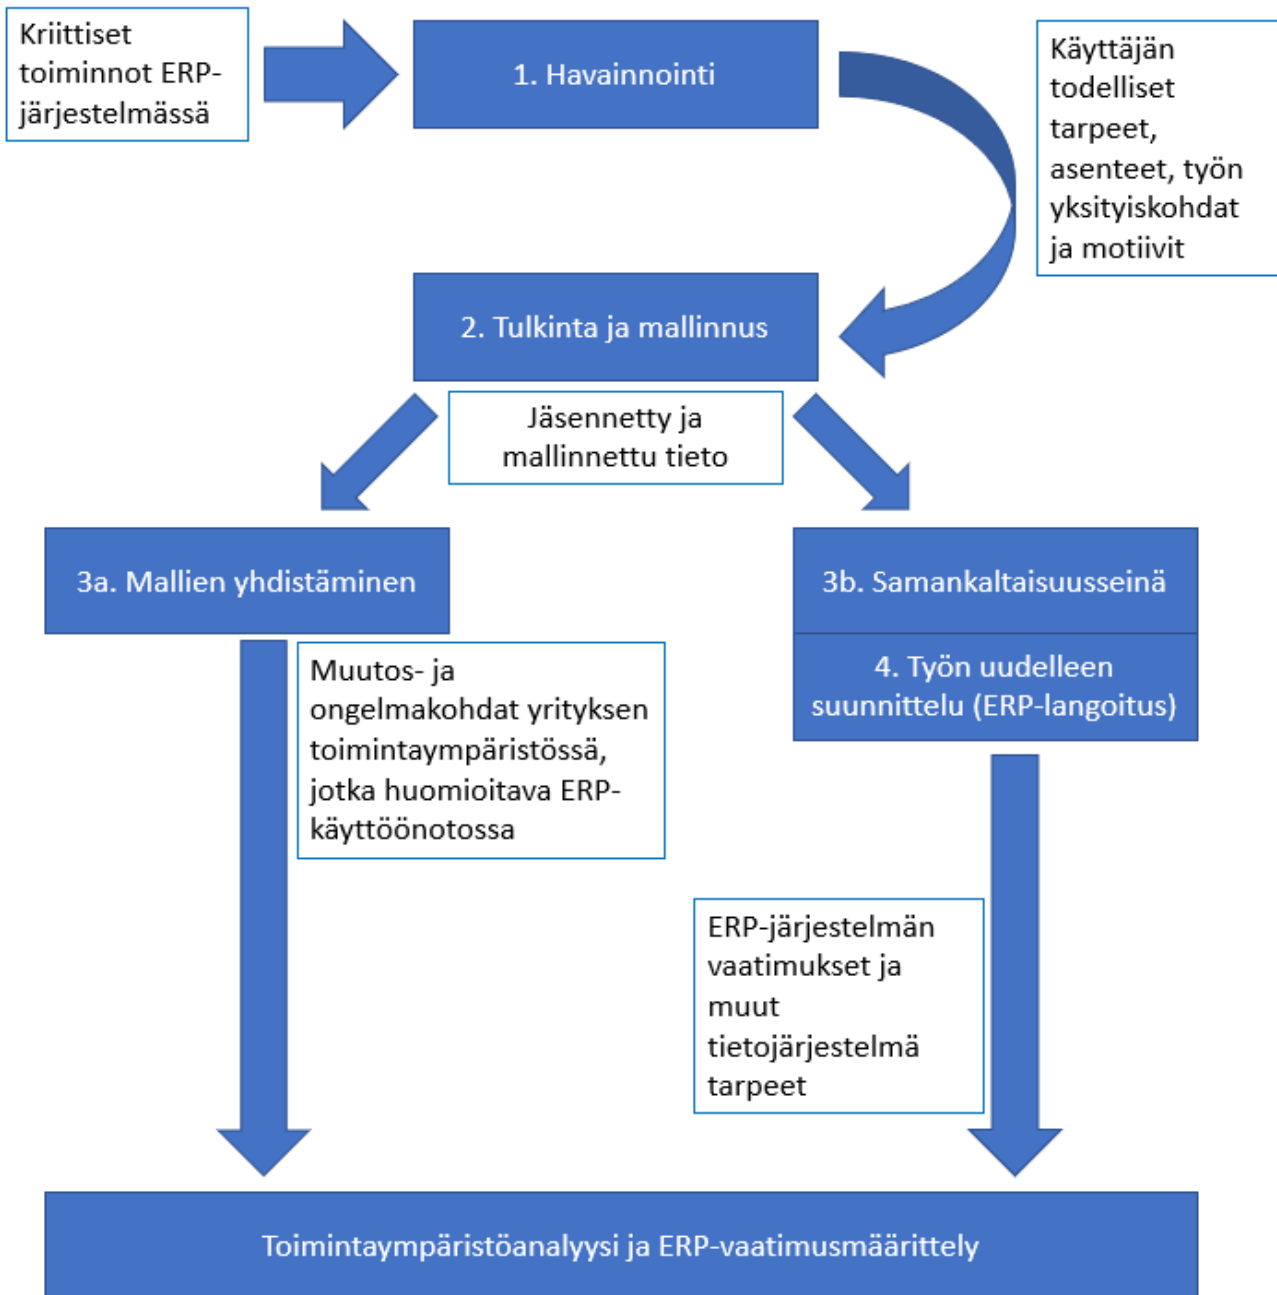 Kriittiset
toiminnot ERP-
järjestelmässä
1. Havainnointi
Käyttäjän
todelliset
tarpeet,
asenteet, työn
yksityiskohdat
ja motiivit
2. Tulkinta ja mallinnus
Jäsennetty ja
mallinnettu tieto
3a. Mallien yhdistäminen
3b. Samankaltaisuusseinä
4. Työn uudelleen
suunnittelu (ERP-langoitus)
Muutos- ja
ongelmakohdat yrityksen
toimintaympäristössä,
jotka huomioitava ERP-
käyttöönotossa
ERP-järjestelmän
vaatimukset ja
muut
tietojärjestelmä
tarpeet
Toimintaympäristöanalyysi ja ERP-vaatimusmäärittely